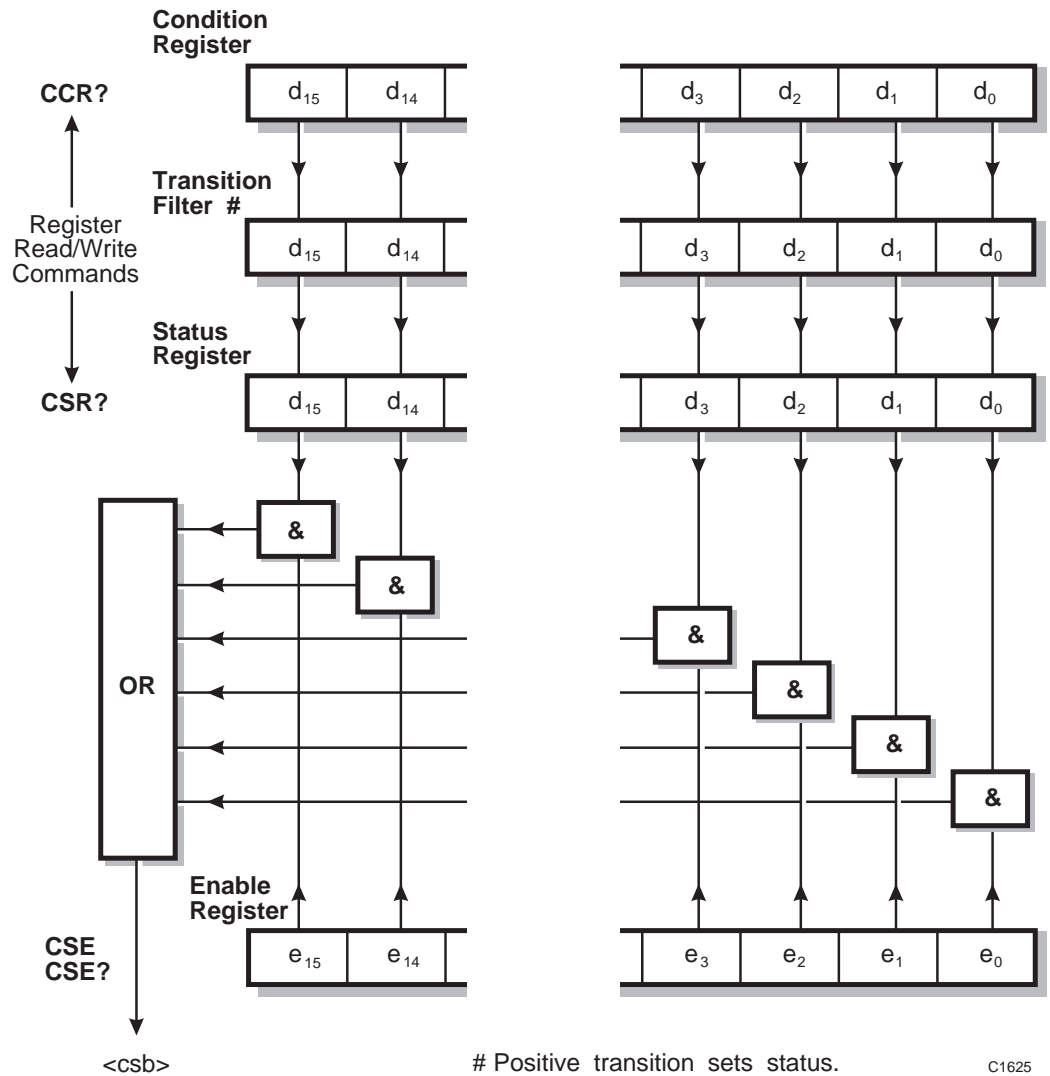 Condition
Register
CCR?
d15 d14 d3 d2 d1 d0
Transition
Filter #
Register
Read/Write
Commands
d15 d14 d3 d2 d1 d0
Status
Register
CSR?
d15 d14 d3 d2 d1 d0
&
&
&
OR
&
&
&
Enable
Register
CSE
CSE?
e15 e14 e3 e2 e1 e0
<csb>
# Positive transition sets status.
C1625